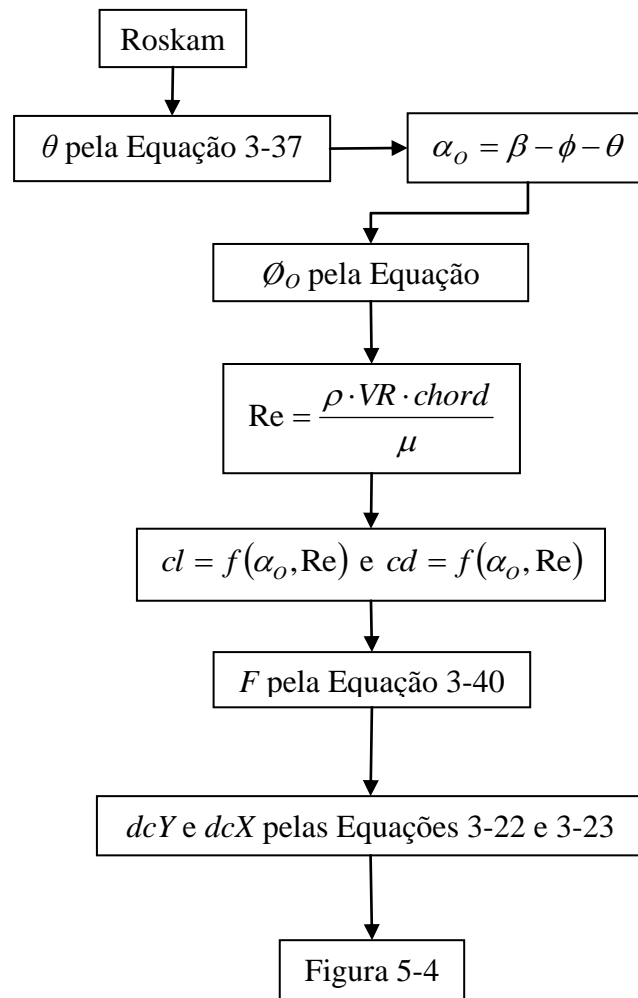 Roskam
θ pela Equação 3-37
α_O = β − ϕ − θ
Ø_O pela Equação
Re = ρ · VR · chord / μ
cl = f(α_O, Re) e cd = f(α_O, Re)
F pela Equação 3-40
dcY e dcX pelas Equações 3-22 e 3-23
Figura 5-4